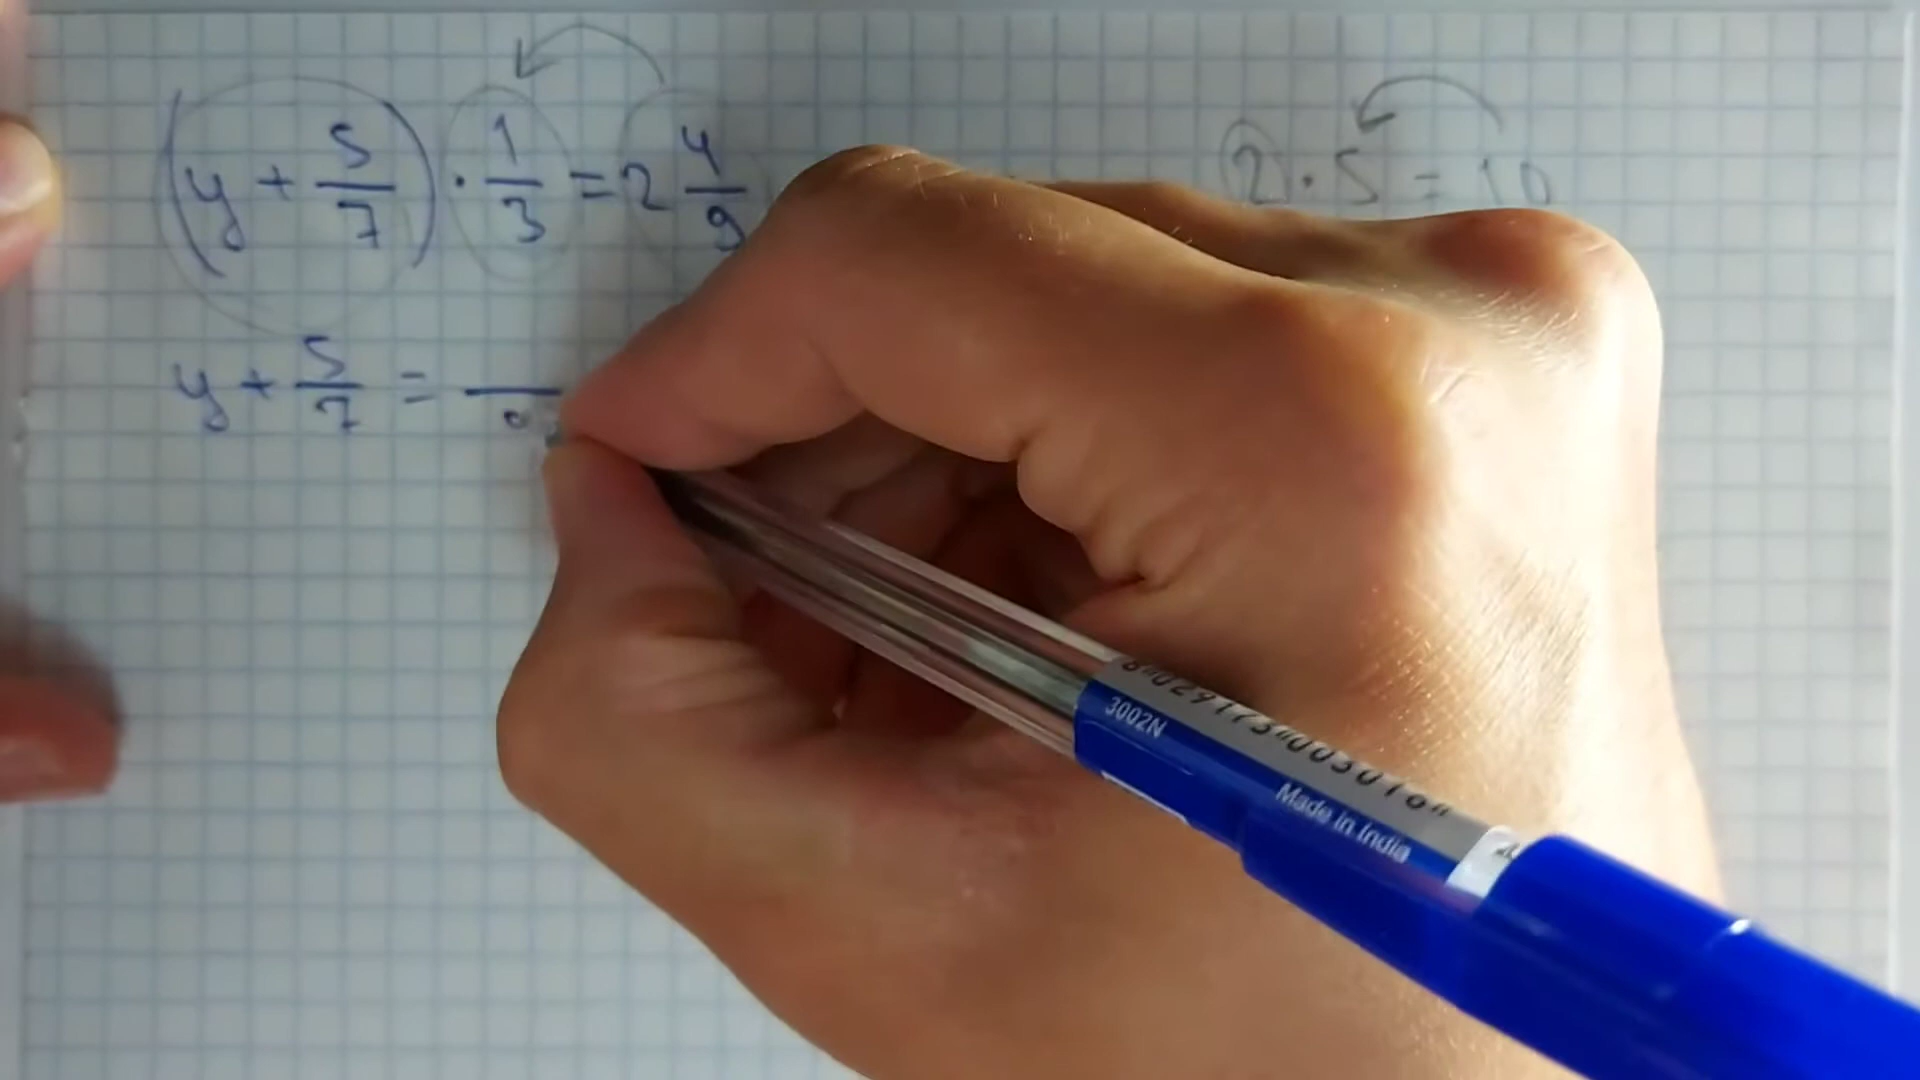 (y + 5/7) · 1/3 = 2 4/9
2 · 5 = 10
y + 5/7 =
3002N
Made in India